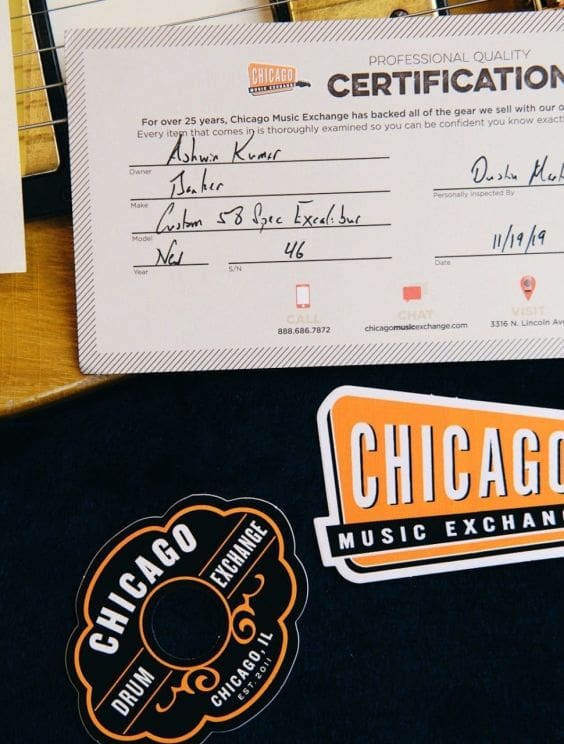 CHICAGO
MUSIC EXCHANGE
PROFESSIONAL QUALITY
CERTIFICATION
For over 25 years, Chicago Music Exchange has backed all of the gear we sell with our
Every item that comes in is thoroughly examined so you can be confident you know
Ashwin Kumar
Owner
Banker
Make
Custom 58 Spec Excalibur
Model
New
Year
46
S/N
Dustin
Personally Inspected By
11/19/19
Date
CALL
888.686.7872
CHAT
chicagomusicexchange.com
VISIT
3316 N. Lincoln
CHICAGO
MUSIC EXCHAN
CHICAGO
DRUM
EXCHANGE
CHICAGO, IL
EST. 2011